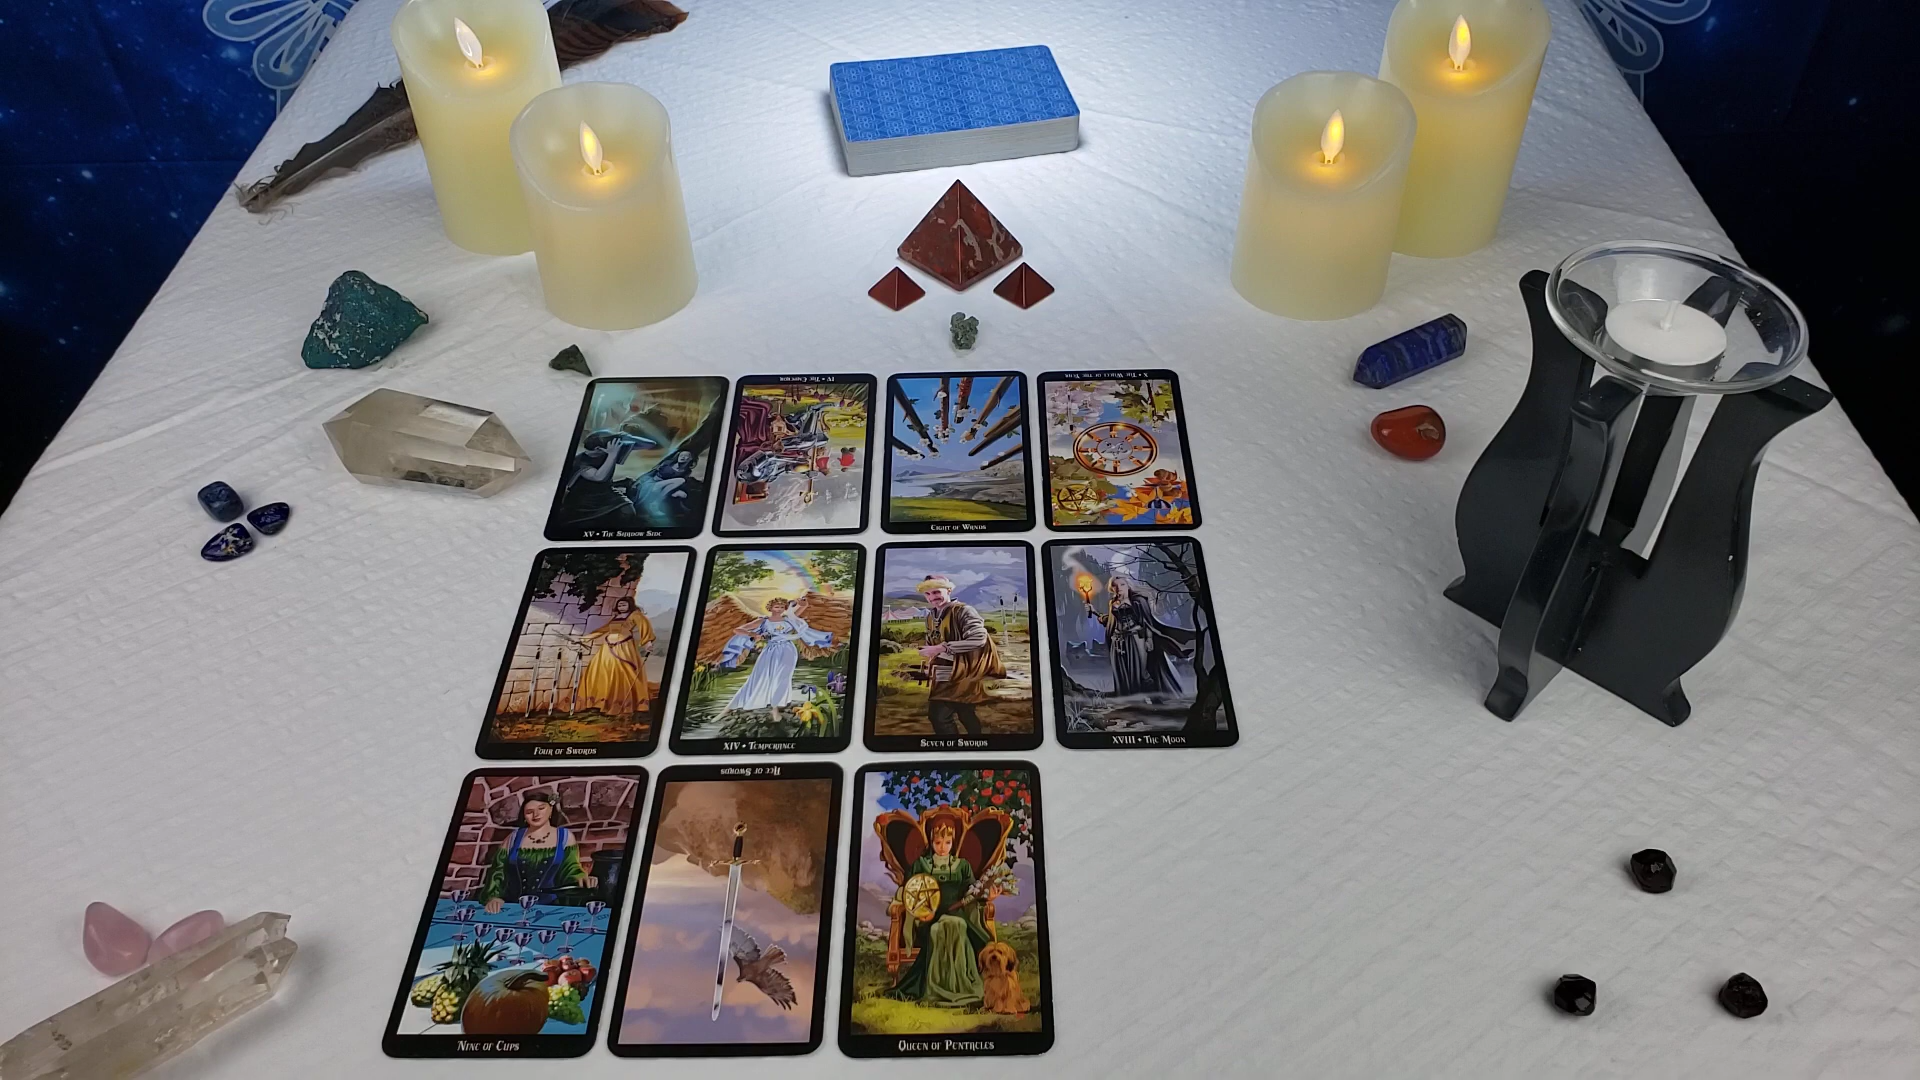 XV • The Shadow Side
IV • The Emperor
Eight of Wands
X • The Wheel of the Year
Four of Swords
XIV • Temperance
Seven of Swords
XVIII • The Moon
Nine of Cups
Ace of Swords
Queen of Pentacles